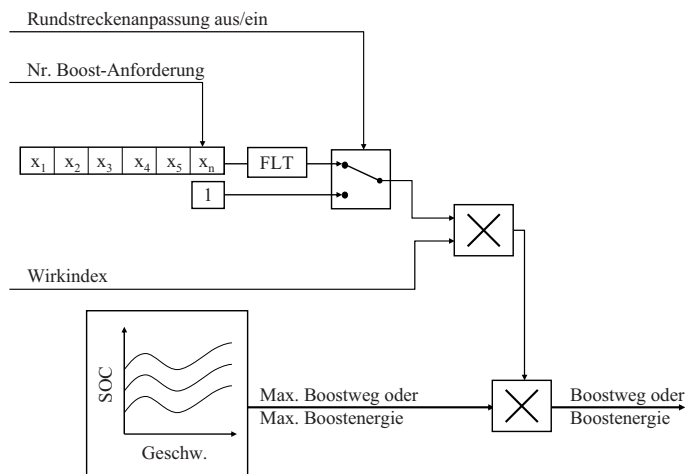 Rundstreckenanpassung aus/ein
Nr. Boost-Anforderung
x₁ x₂ x₃ x₄ x₅ xₙ FLT
1
Wirkindex
SOC
Geschw.
Max. Boostweg oder
Max. Boostenergie
Boostweg oder
Boostenergie